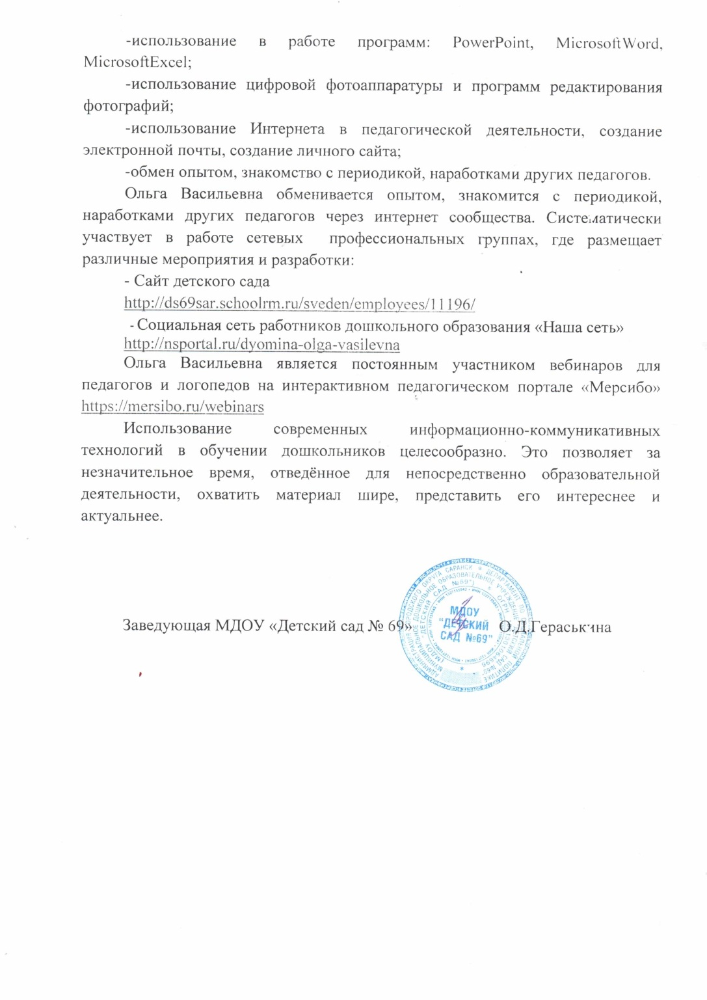 -использование в работе программ: PowerPoint, MicrosoftWord,
MicrosoftExcel;
-использование цифровой фотоаппаратуры и программ редактирования
фотографий;
-использование Интернета в педагогической деятельности, создание
электронной почты, создание личного сайта;
-обмен опытом, знакомство с периодикой, наработками других педагогов.
Ольга Васильевна обменивается опытом, знакомится с периодикой,
наработками других педагогов через интернет сообщества. Систематически
участвует в работе сетевых профессиональных группах, где размещает
различные мероприятия и разработки:
- Сайт детского сада
http://ds69sar.schoolrm.ru/sveden/employees/11196/
- Социальная сеть работников дошкольного образования «Наша сеть»
http://nsportal.ru/dyomina-olga-vasilevna
Ольга Васильевна является постоянным участником вебинаров для
педагогов и логопедов на интерактивном педагогическом портале «Мерсибо»
https://mersibo.ru/webinars
Использование современных информационно-коммуникативных
технологий в обучении дошкольников целесообразно. Это позволяет за
незначительное время, отведённое для непосредственно образовательной
деятельности, охватить материал шире, представить его интереснее и
актуальнее.
Заведующая МДОУ «Детский сад № 69» О.Д.Гераськина
МДОУ
"ДЕТСКИЙ
САД №69"